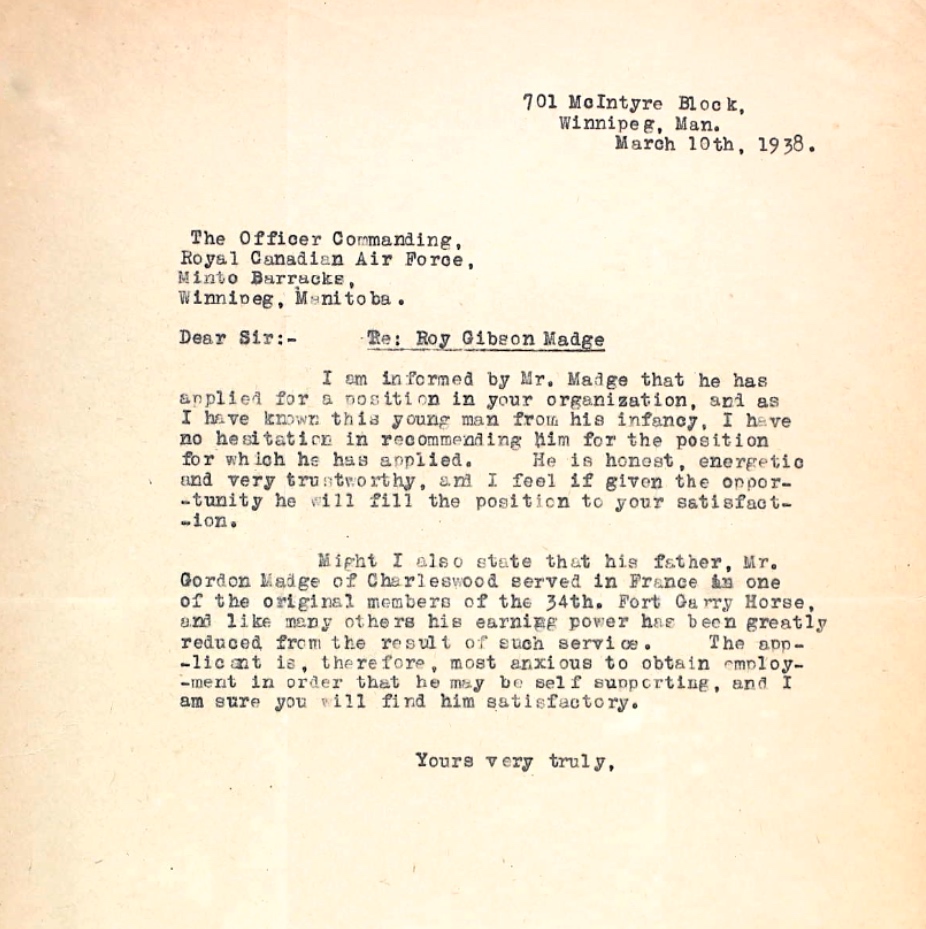 701 McIntyre Block,
Winnipeg, Man.
March 10th, 1938.
The Officer Commanding,
Royal Canadian Air Force,
Minto Barracks,
Winnipeg, Manitoba.
Dear Sir:- Re: Roy Gibson Madge
I am informed by Mr. Madge that he has
applied for a position in your organization, and as
I have known this young man from his infancy, I have
no hesitation in recommending him for the position
for which he has applied. He is honest, energetic
and very trustworthy, and I feel if given the oppor-
-tunity he will fill the position to your satisfact-
-ion.
Might I also state that his father, Mr.
Gordon Madge of Charleswood served in France in one
of the original members of the 34th. Fort Garry Horse,
and like many others his earning power has been greatly
reduced from the result of such service. The app-
-licant is, therefore, most anxious to obtain employ-
-ment in order that he may be self supporting, and I
am sure you will find him satisfactory.
Yours very truly,